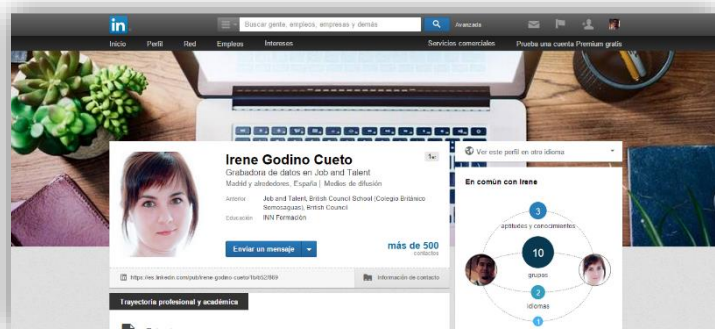 in
Buscar gente, empleos, empresas y demás
Avanzada
Inicio Perfil Red Empleos Intereses Servicios comerciales Prueba una cuenta Premium gratis
Irene Godino Cueto
1er
Grabadora de datos en Job and Talent
Madrid y alrededores, España | Medios de difusión
Anterior Job and Talent, British Council School (Colegio Británico
Somosaguas), British Council
Educación INN Formación
Enviar un mensaje
más de 500
contactos
https://es.linkedin.com/pub/irene-godino-cueto/
Información de contacto
Trayectoria profesional y académica
Ver este perfil en otro idioma
En común con Irene
3
aptitudes y conocimientos
10
grupos
2
idiomas
1